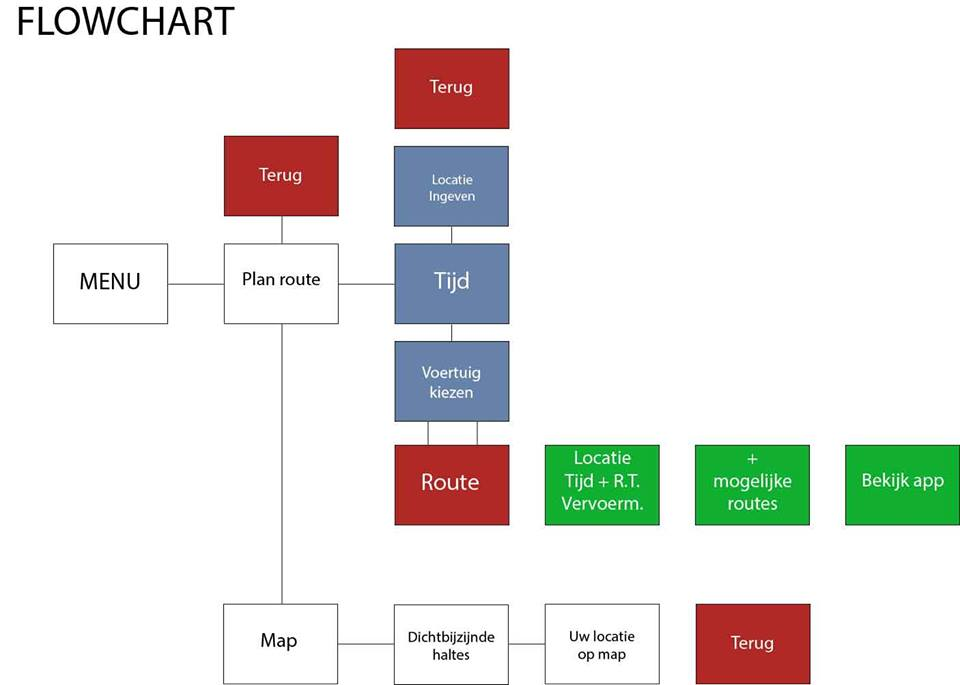 FLOWCHART
Terug
Terug
Locatie
Ingeven
MENU
Plan route
Tijd
Voertuig
kiezen
Route
Locatie
Tijd + R.T.
Vervoerm.
+
mogelijke
routes
Bekijk app
Map
Dichtbijzijnde
haltes
Uw locatie
op map
Terug